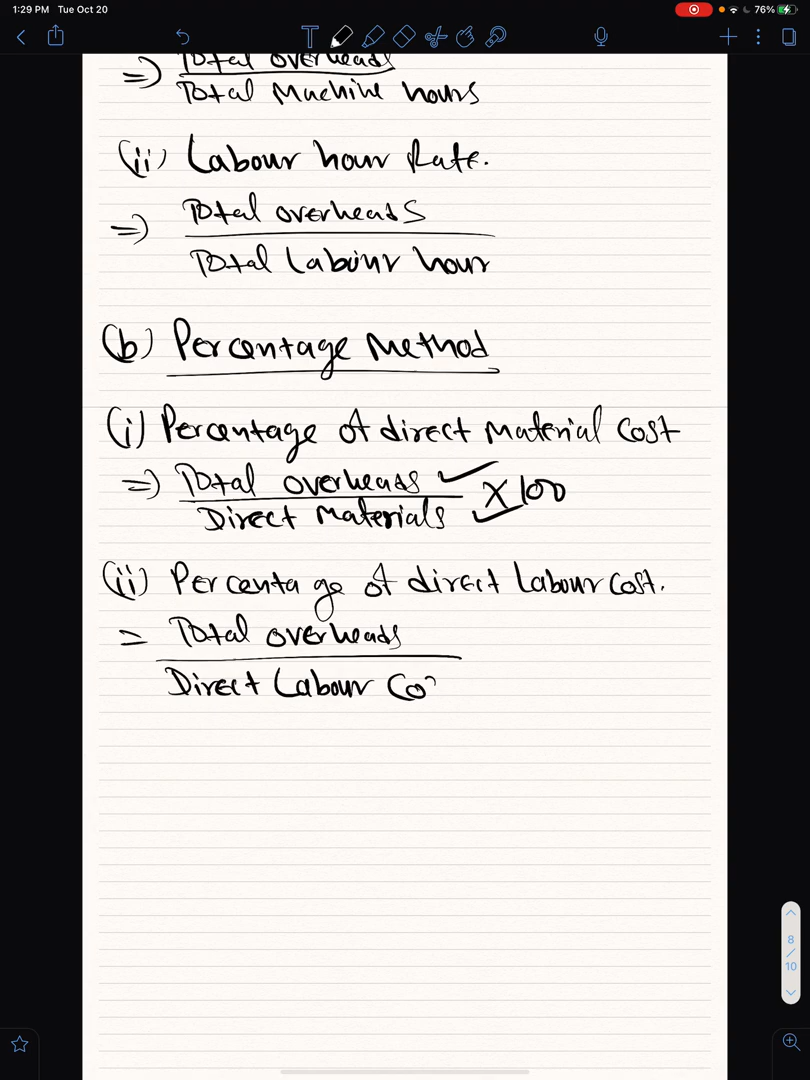 1:29 PM Tue Oct 20
76%
T
=) Total overheads
Total Machine hours
(ii) Labour hour Rate.
=) Total overheads
Total Labour hour
(b) Percentage Method
(i) Percentage of direct Material Cost
=) Total overheads X 100
Direct Materials
(ii) Percentage of direct Labour Cost.
= Total overheads
Direct Labour Co
8
/
10